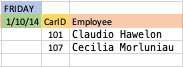 FRIDAY
1/10/14 CarID Employee
101 Claudio Hawelon
107 Cecilia Morluniau